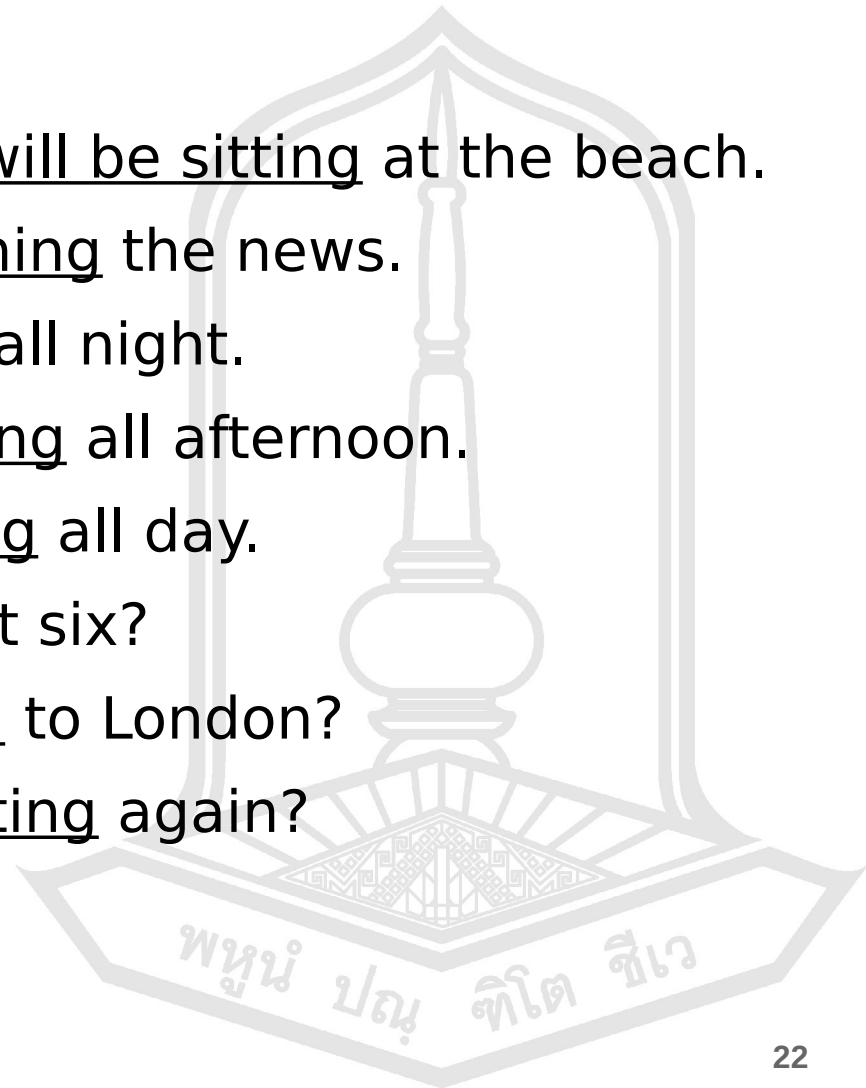 will be sitting at the beach.
ning the news.
all night.
ng all afternoon.
g all day.
t six?
to London?
ting again?
พหูนํ ปณฺฑิโต ชีเว
22